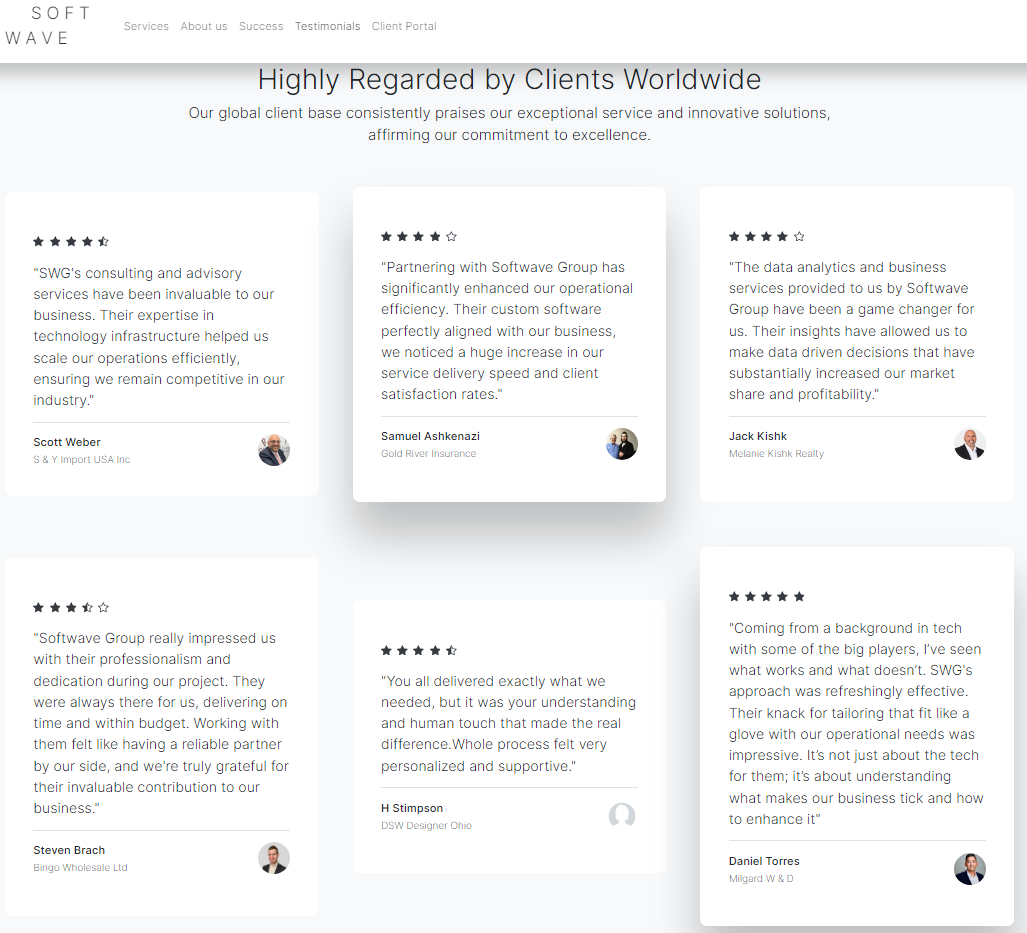 SOFT
WAVE
Services About us Success Testimonials Client Portal
Highly Regarded by Clients Worldwide
Our global client base consistently praises our exceptional service and innovative solutions,
affirming our commitment to excellence.
"SWG's consulting and advisory
services have been invaluable to our
business. Their expertise in
technology infrastructure helped us
scale our operations efficiently,
ensuring we remain competitive in our
industry."
Scott Weber
S & Y Import USA Inc
"Partnering with Softwave Group has
significantly enhanced our operational
efficiency. Their custom software
perfectly aligned with our business,
we noticed a huge increase in our
service delivery speed and client
satisfaction rates."
Samuel Ashkenazi
Gold River Insurance
"The data analytics and business
services provided to us by Softwave
Group have been a game changer for
us. Their insights have allowed us to
make data driven decisions that have
substantially increased our market
share and profitability."
Jack Kishk
Melanie Kishk Realty
"Softwave Group really impressed us
with their professionalism and
dedication during our project. They
were always there for us, delivering on
time and within budget. Working with
them felt like having a reliable partner
by our side, and we're truly grateful for
their invaluable contribution to our
business."
Steven Brach
Bingo Wholesale Ltd
"You all delivered exactly what we
needed, but it was your understanding
and human touch that made the real
difference.Whole process felt very
personalized and supportive."
H Stimpson
DSW Designer Ohio
"Coming from a background in tech
with some of the big players, I’ve seen
what works and what doesn’t. SWG's
approach was refreshingly effective.
Their knack for tailoring that fit like a
glove with our operational needs was
impressive. It’s not just about the tech
for them; it’s about understanding
what makes our business tick and how
to enhance it"
Daniel Torres
Milgard W & D